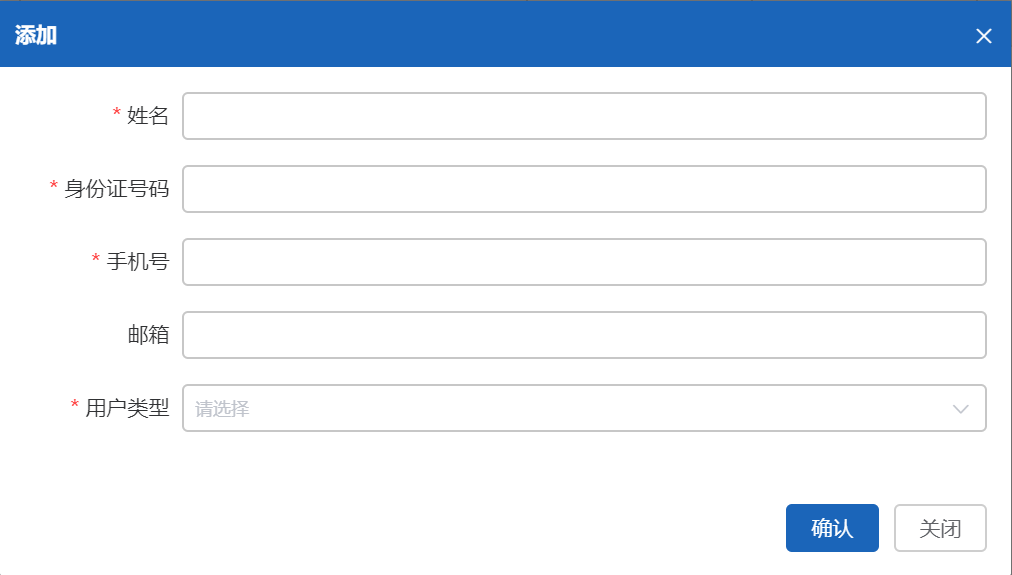 添加
* 姓名
* 身份证号码
* 手机号
邮箱
* 用户类型 请选择
确认 关闭